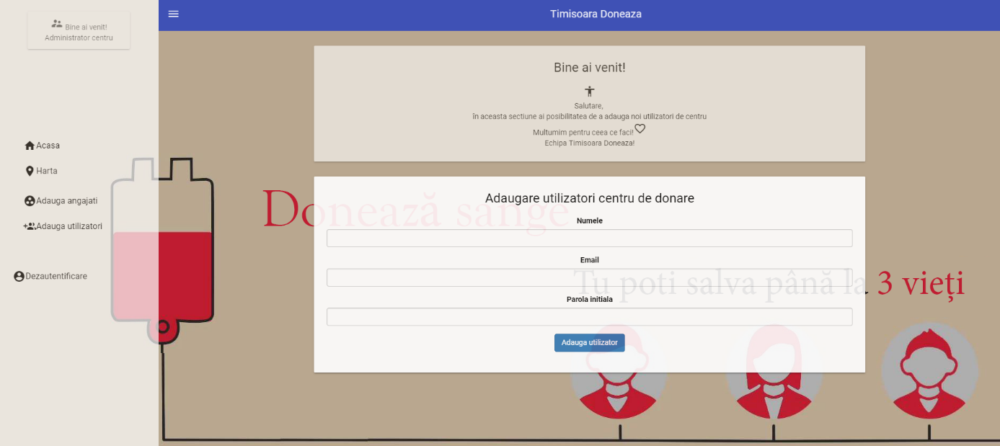 Bine ai venit!
Administrator centru
Acasa
Harta
Adauga angajati
Adauga utilizatori
Dezautentificare
Timisoara Doneaza
Bine ai venit!
Salutare,
în aceasta sectiune ai posibilitatea de a adauga noi utilizatori de centru
Multumim pentru ceea ce faci!
Echipa Timisoara Doneaza!
Donează sange
Adaugare utilizatori centru de donare
Numele
Email
Tu poti salva până la 3 vieți
Parola initiala
Adauga utilizator